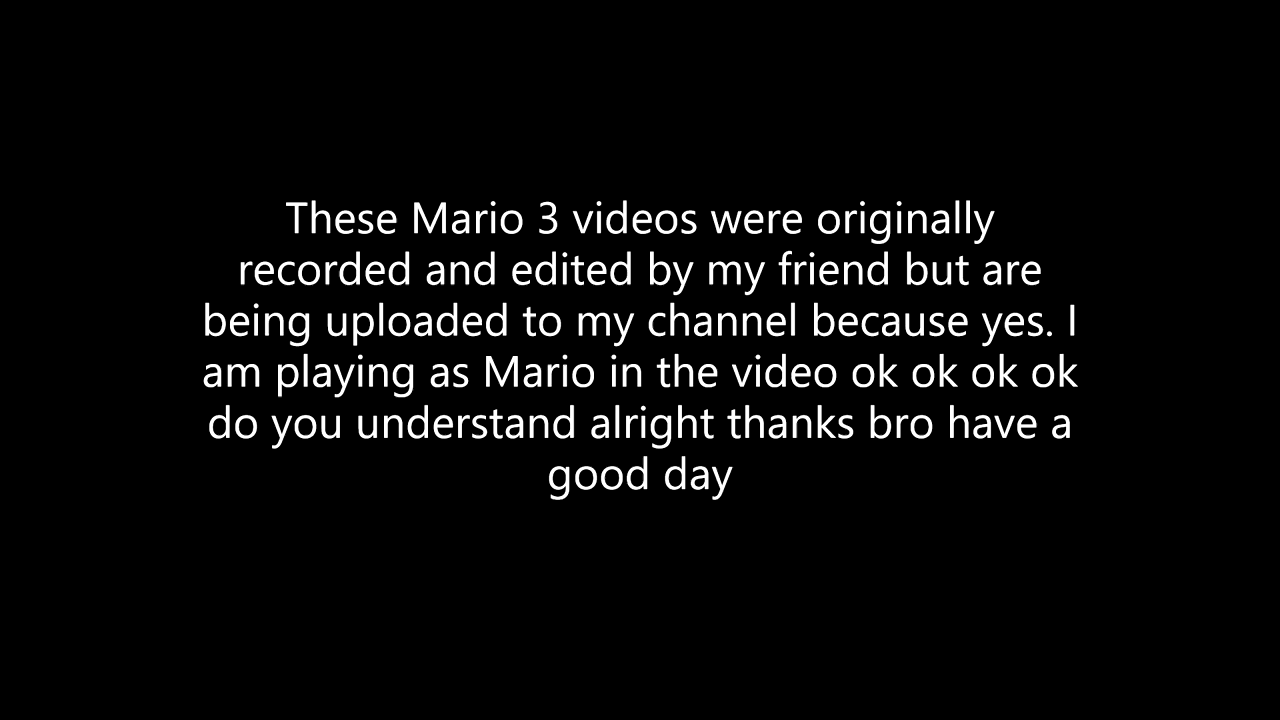 These Mario 3 videos were originally
recorded and edited by my friend but are
being uploaded to my channel because yes. I
am playing as Mario in the video ok ok ok ok
do you understand alright thanks bro have a
good day